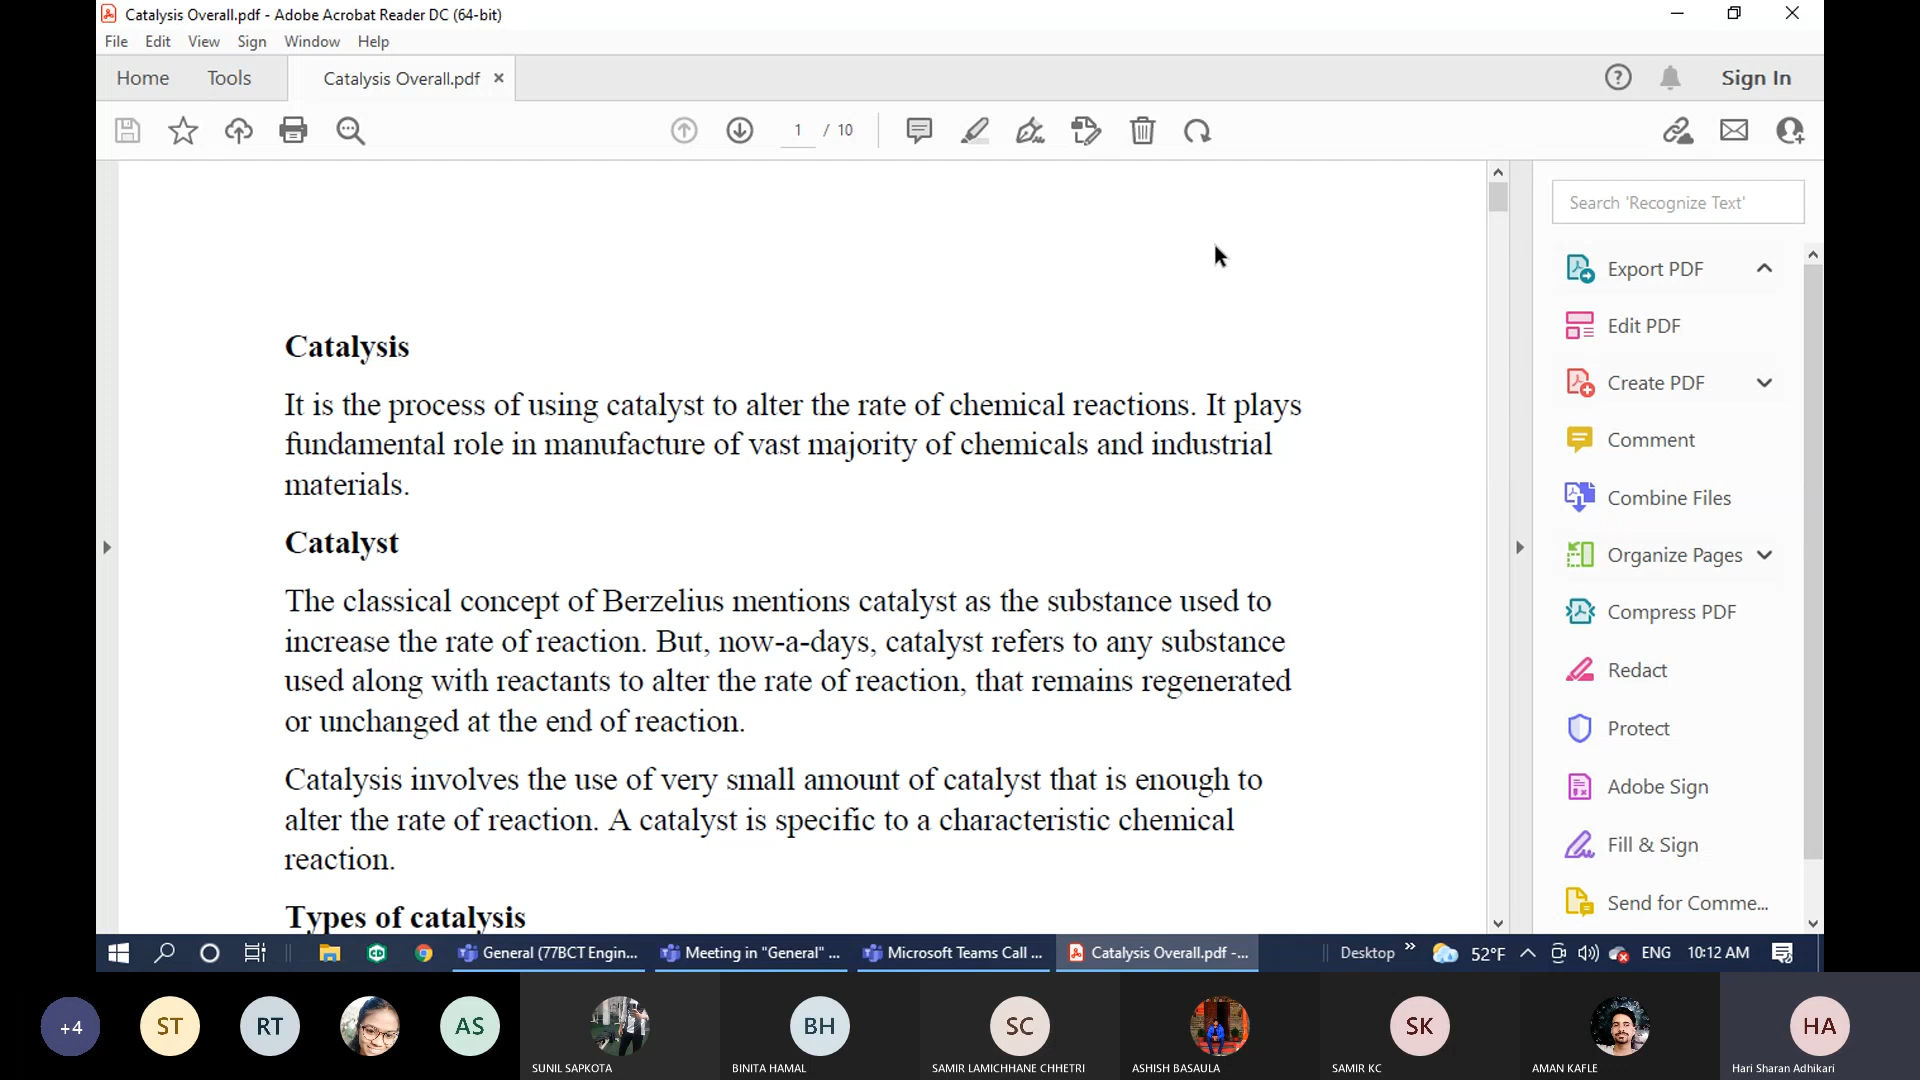 Catalysis Overall.pdf - Adobe Acrobat Reader DC (64-bit)
File Edit View Sign Window Help
Home Tools Catalysis Overall.pdf × Sign In
1 / 10
Search 'Recognize Text'
Export PDF
Edit PDF
Create PDF
Comment
Combine Files
Organize Pages
Compress PDF
Redact
Protect
Adobe Sign
Fill & Sign
Send for Comme...
Catalysis
It is the process of using catalyst to alter the rate of chemical reactions. It plays
fundamental role in manufacture of vast majority of chemicals and industrial
materials.
Catalyst
The classical concept of Berzelius mentions catalyst as the substance used to
increase the rate of reaction. But, now-a-days, catalyst refers to any substance
used along with reactants to alter the rate of reaction, that remains regenerated
or unchanged at the end of reaction.
Catalysis involves the use of very small amount of catalyst that is enough to
alter the rate of reaction. A catalyst is specific to a characteristic chemical
reaction.
Types of catalysis
General (77BCT Engin... Meeting in "General" ... Microsoft Teams Call ... Catalysis Overall.pdf -... Desktop » 52°F ENG 10:12 AM
+4 ST RT AS BH SC SK HA
SUNIL SAPKOTA BINITA HAMAL SAMIR LAMICHHANE CHHETRI ASHISH BASAULA SAMIR KC AMAN KAFLE Hari Sharan Adhikari